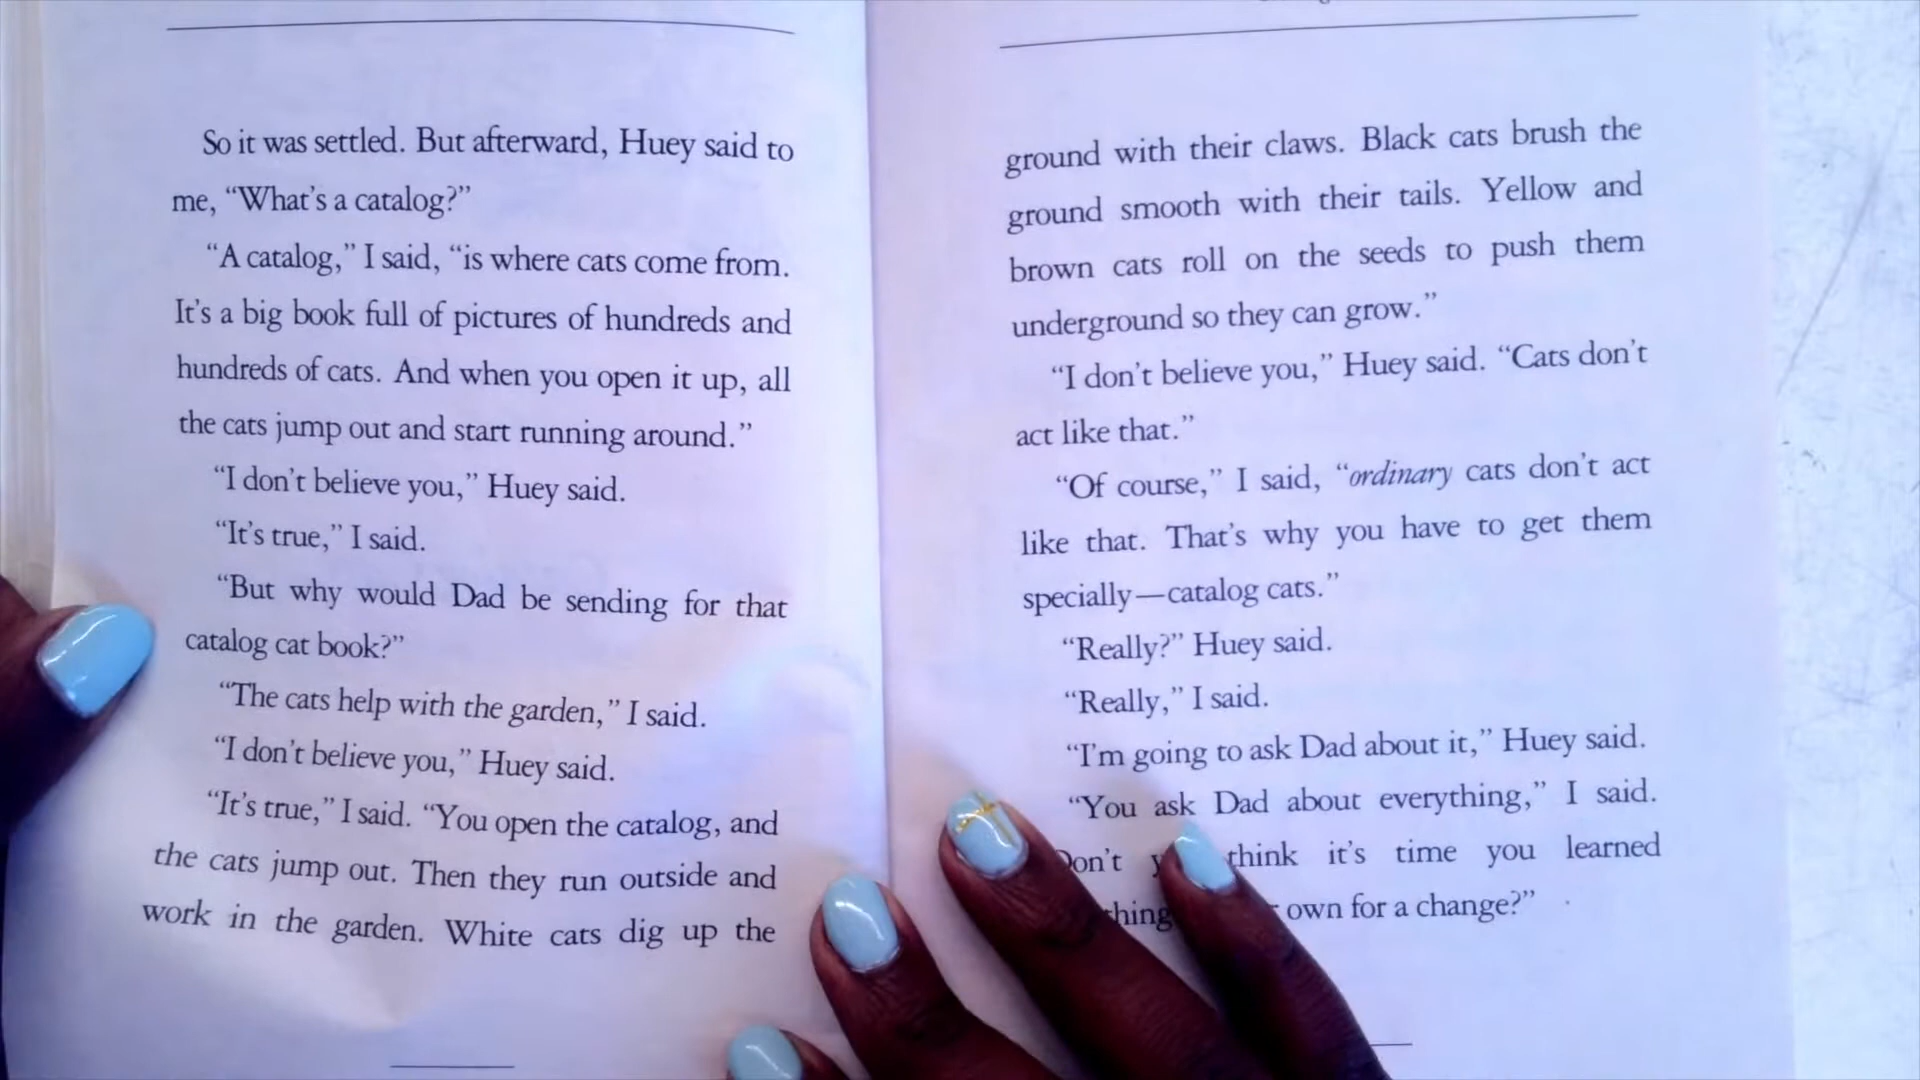 So it was settled. But afterward, Huey said to
me, “What’s a catalog?”
“A catalog,” I said, “is where cats come from.
It’s a big book full of pictures of hundreds and
hundreds of cats. And when you open it up, all
the cats jump out and start running around.”
“I don’t believe you,” Huey said.
“It’s true,” I said.
“But why would Dad be sending for that
catalog cat book?”
“The cats help with the garden,” I said.
“I don’t believe you,” Huey said.
“It’s true,” I said. “You open the catalog, and
the cats jump out. Then they run outside and
work in the garden. White cats dig up the
ground with their claws. Black cats brush the
ground smooth with their tails. Yellow and
brown cats roll on the seeds to push them
underground so they can grow.”
“I don’t believe you,” Huey said. “Cats don’t
act like that.”
“Of course,” I said, “ordinary cats don’t act
like that. That’s why you have to get them
specially—catalog cats.”
“Really?” Huey said.
“Really,” I said.
“I’m going to ask Dad about it,” Huey said.
“You ask Dad about everything,” I said.
Don’t think it’s time you learned
own for a change?”